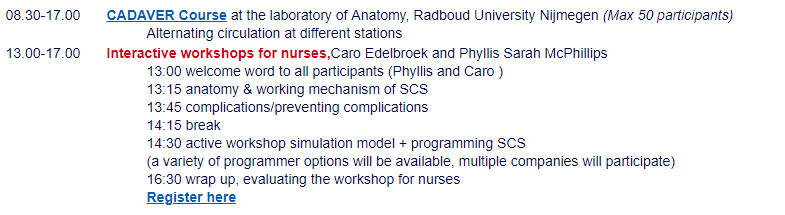 08.30-17.00 CADAVER Course at the laboratory of Anatomy, Radboud University Nijmegen (Max 50 participants)
Alternating circulation at different stations
13.00-17.00 Interactive workshops for nurses,Caro Edelbroek and Phyllis Sarah McPhillips
13:00 welcome word to all participants (Phyllis and Caro )
13:15 anatomy & working mechanism of SCS
13:45 complications/preventing complications
14:15 break
14:30 active workshop simulation model + programming SCS
(a variety of programmer options will be available, multiple companies will participate)
16:30 wrap up, evaluating the workshop for nurses
Register here